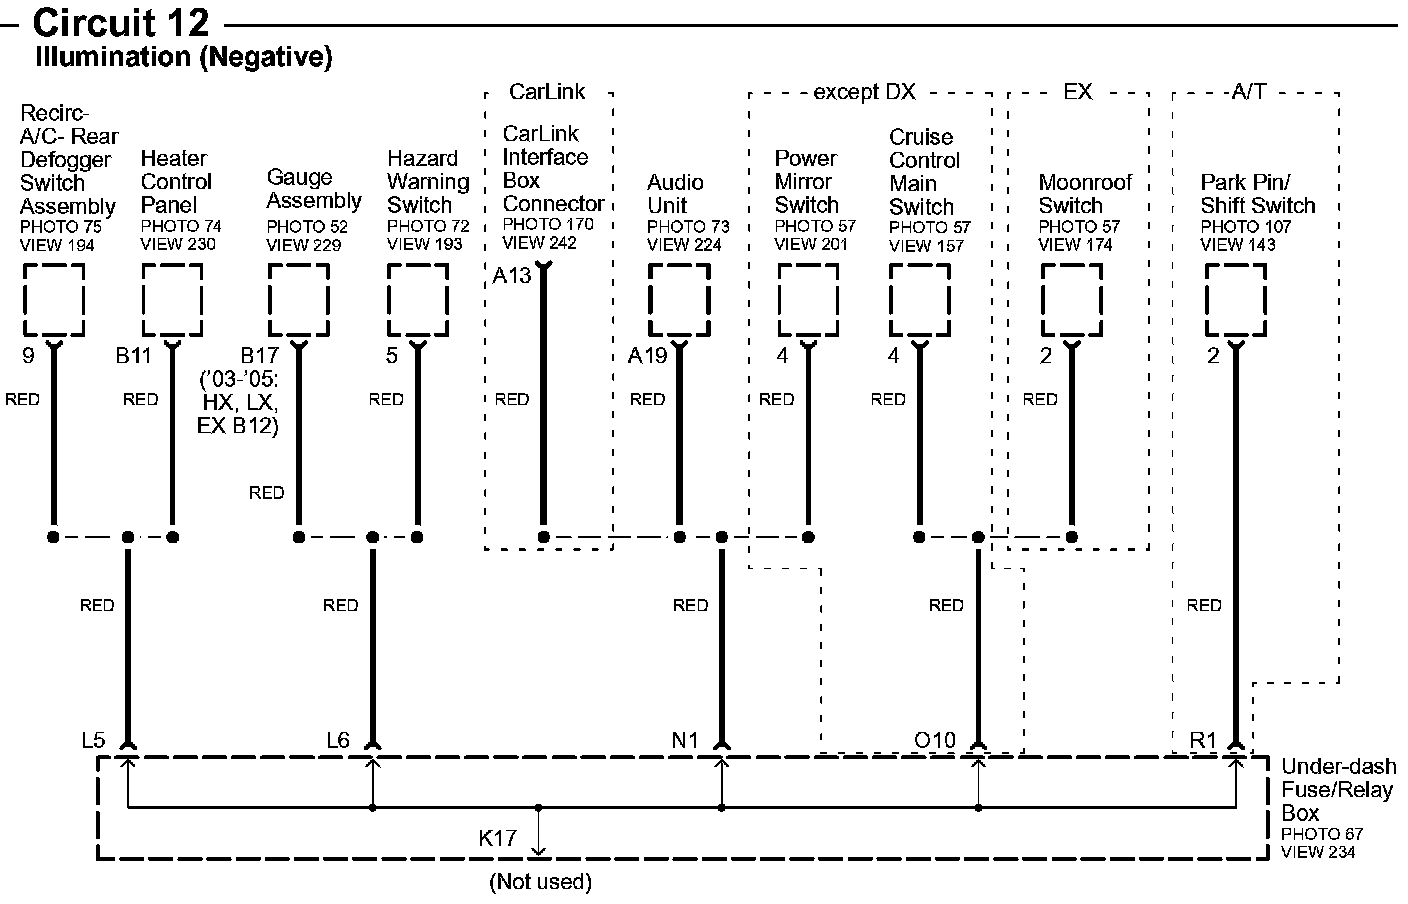 Circuit 12
Illumination (Negative)
CarLink
except DX
EX
A/T
Recirc-
A/C- Rear
Defogger
Switch
Assembly
PHOTO 75
VIEW 194
Heater
Control
Panel
PHOTO 74
VIEW 230
Gauge
Assembly
PHOTO 52
VIEW 229
Hazard
Warning
Switch
PHOTO 72
VIEW 193
CarLink
Interface
Box
Connector
PHOTO 170
VIEW 242
Audio
Unit
PHOTO 73
VIEW 224
Power
Mirror
Switch
PHOTO 57
VIEW 201
Cruise
Control
Main
Switch
PHOTO 57
VIEW 157
Moonroof
Switch
PHOTO 57
VIEW 174
Park Pin/
Shift Switch
PHOTO 107
VIEW 143
A13
9
B11
B17
('03-'05:
HX, LX,
EX B12)
5
A19
4
4
2
2
RED
RED
RED
RED
RED
RED
RED
RED
RED
RED
RED
RED
RED
RED
L5
L6
N1
O10
R1
Under-dash
Fuse/Relay
Box
PHOTO 67
VIEW 234
K17
(Not used)